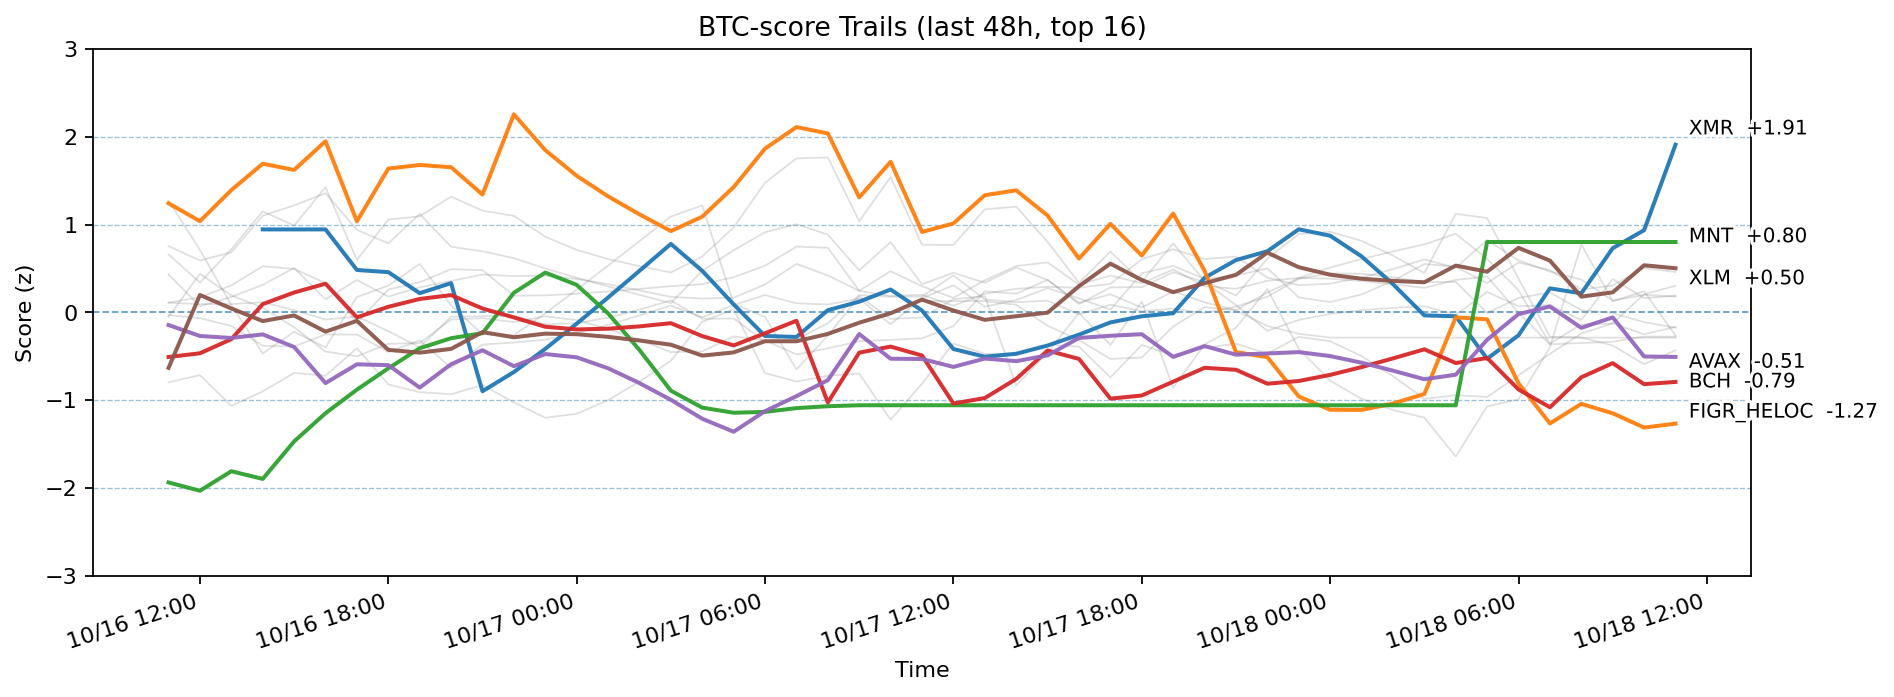 BTC-score Trails (last 48h, top 16)
3
2
1
0
−1
−2
−3
Score (z)
XMR +1.91
MNT +0.80
XLM +0.50
AVAX -0.51
BCH -0.79
FIGR_HELOC -1.27
10/16 12:00
10/16 18:00
10/17 00:00
10/17 06:00
10/17 12:00
10/17 18:00
10/18 00:00
10/18 06:00
10/18 12:00
Time